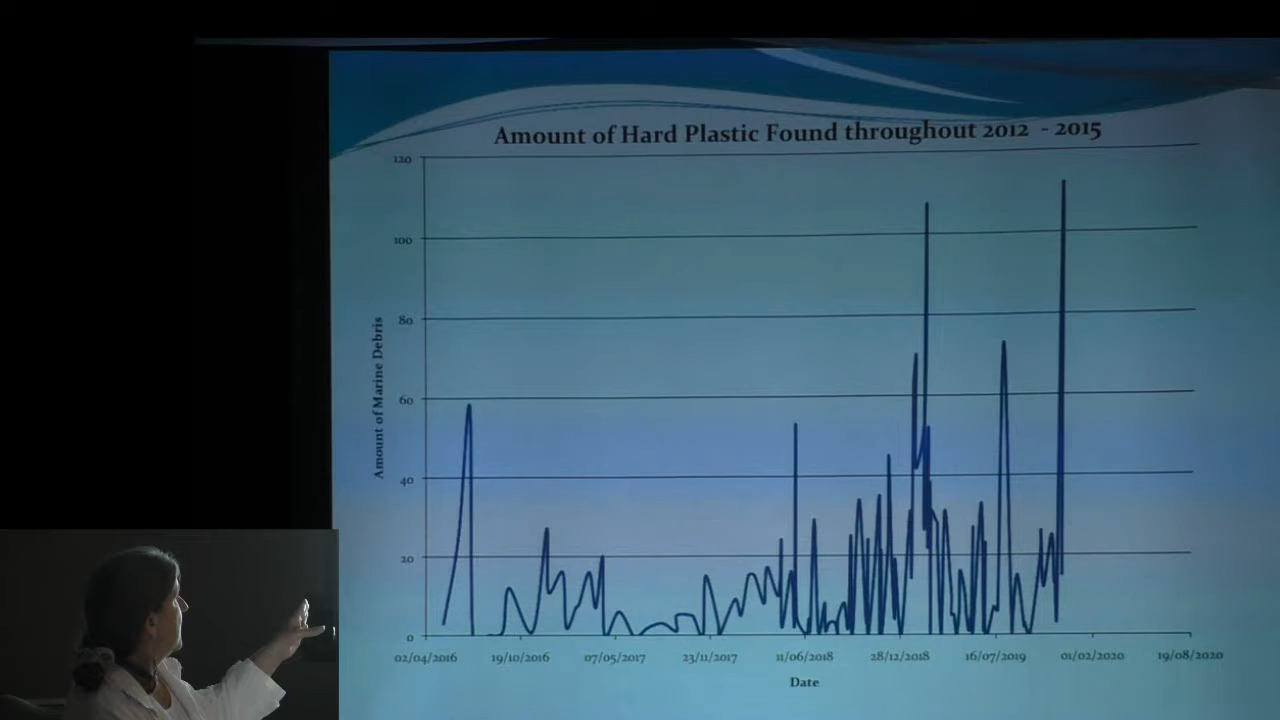 Amount of Hard Plastic Found throughout 2012 - 2015
120
100
80
60
40
20
0
Amount of Marine Debris
02/04/2016 19/10/2016 07/05/2017 23/11/2017 11/06/2018 28/12/2018 16/07/2019 01/02/2020 19/08/2020
Date